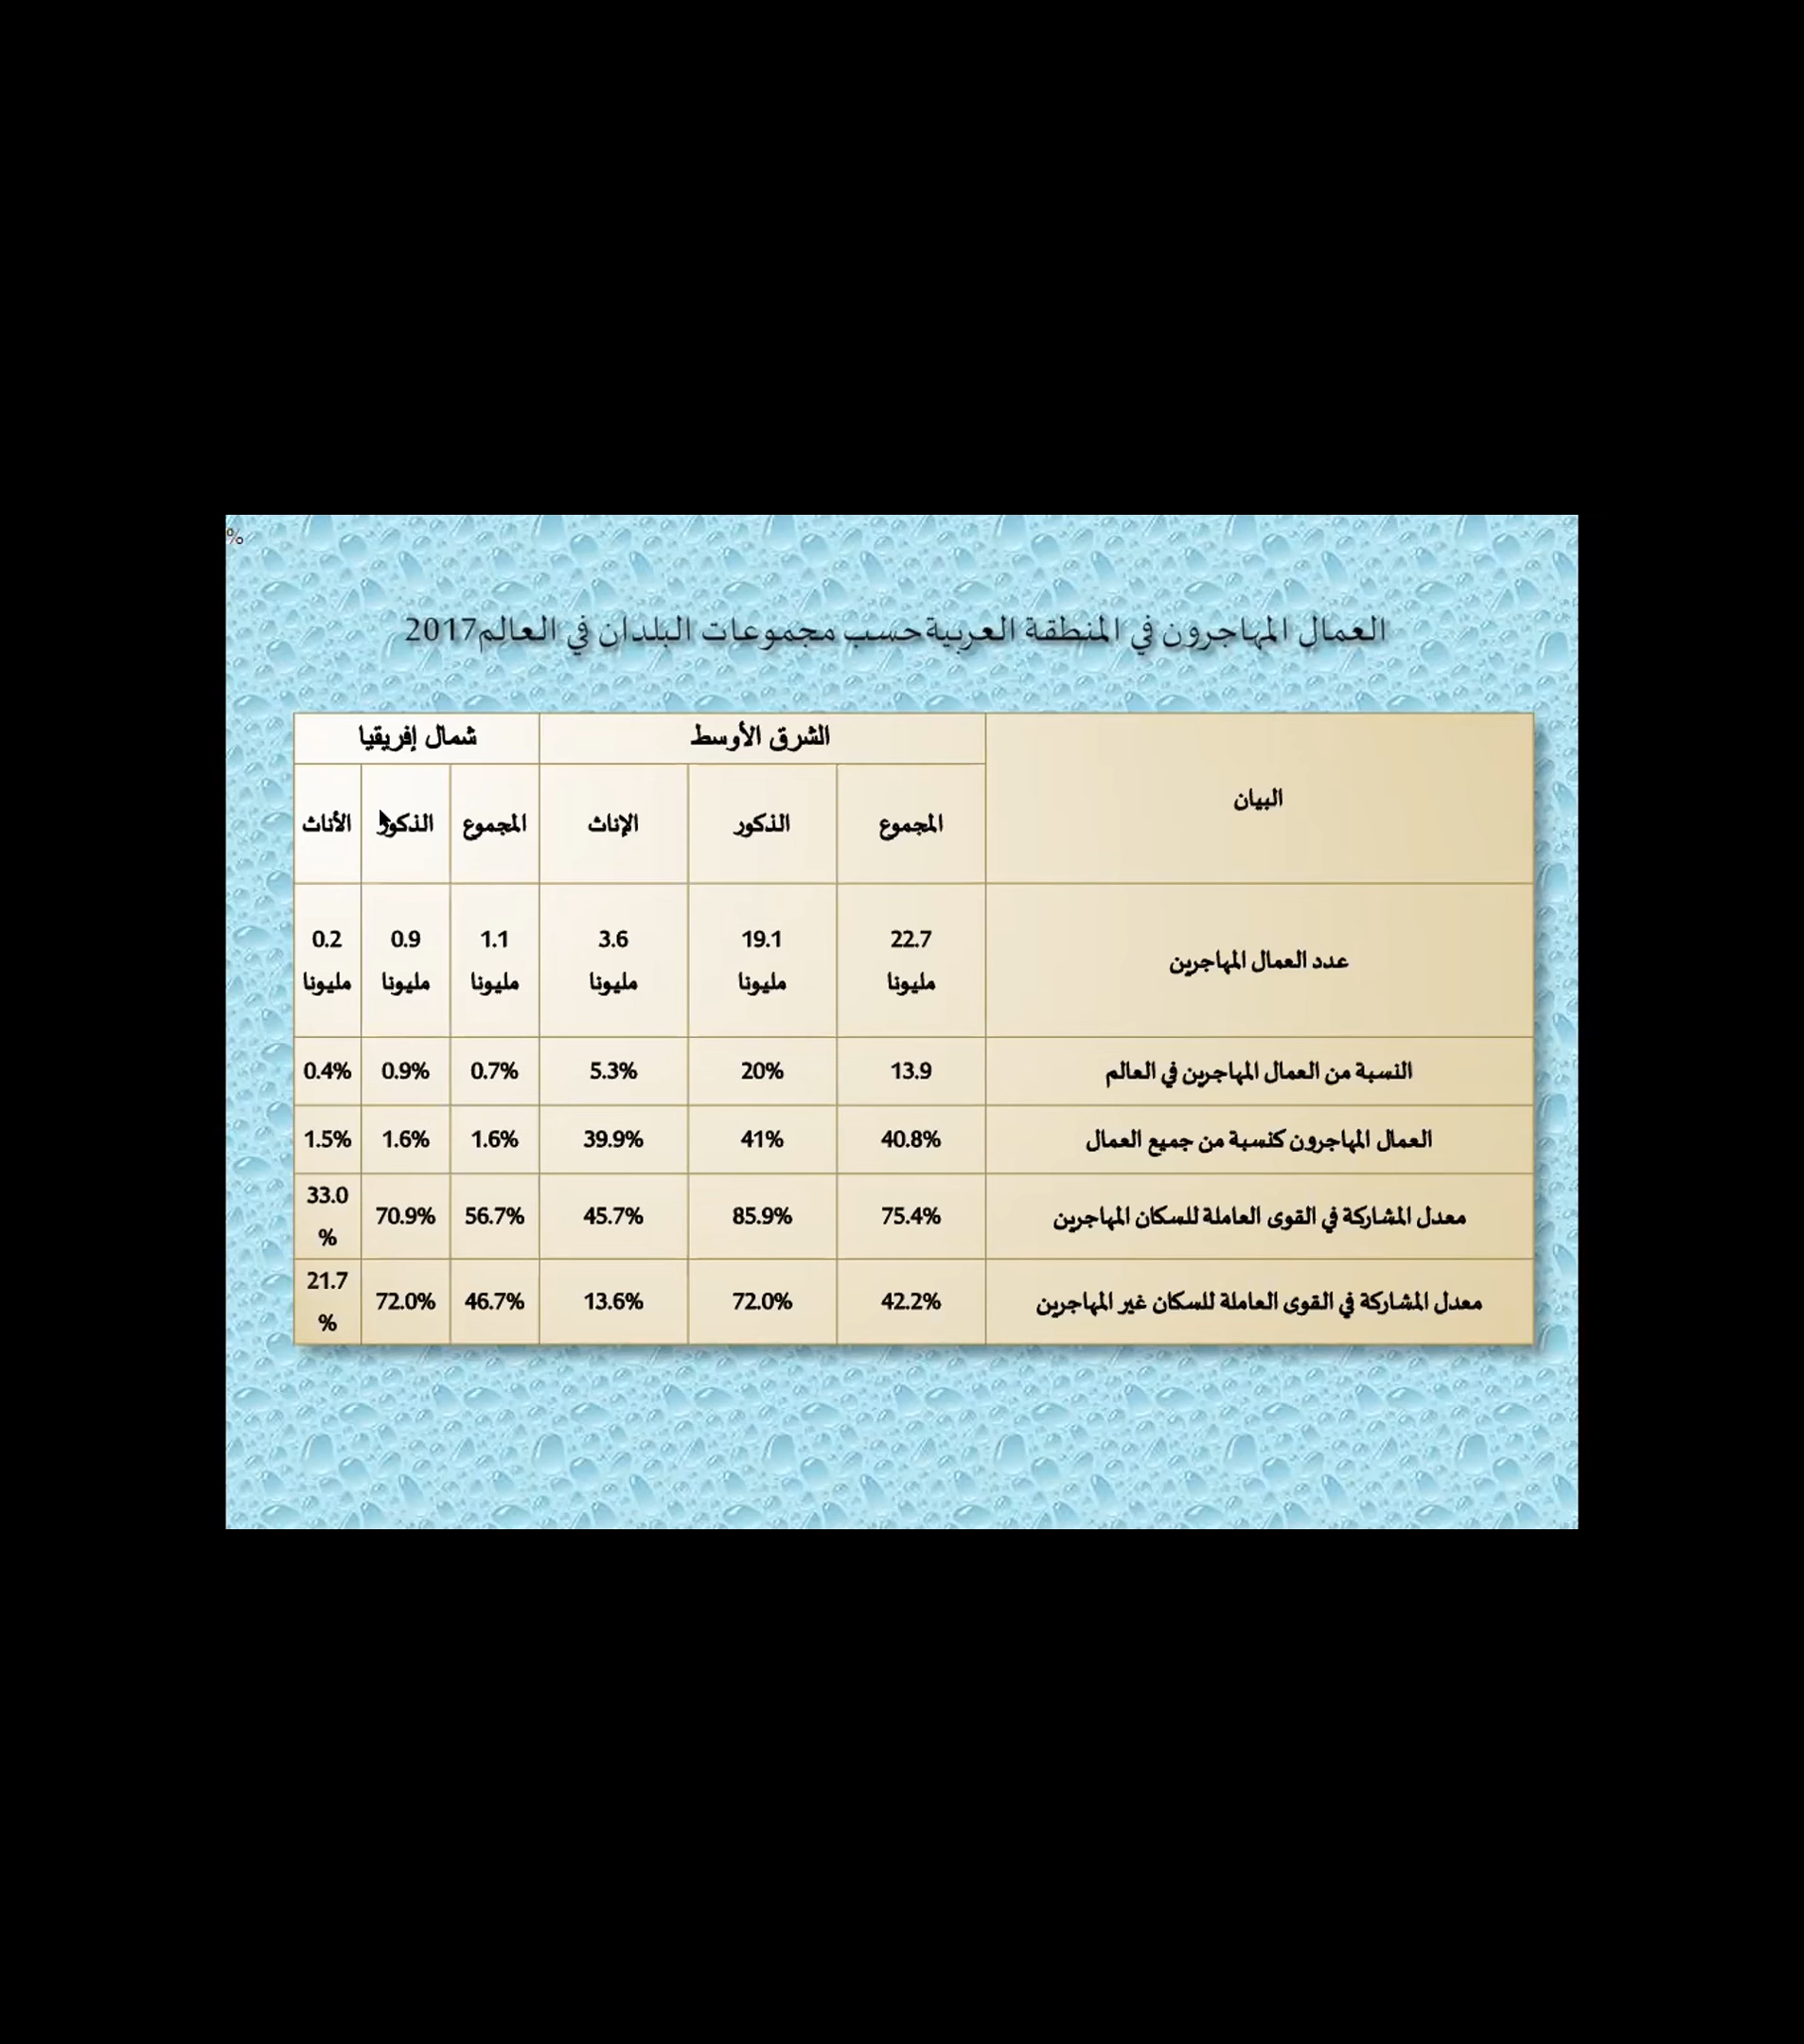 %
العمال المهاجرون في المنطقة العربيةحسب مجموعات البلدان في العالم2017
البيان الشرق الأوسط شمال إفريقيا
المجموع الذكور الإناث المجموع الذكور الأناث
عدد العمال المهاجرين 22.7 مليونا 19.1 مليونا 3.6 مليونا 1.1 مليونا 0.9 مليونا 0.2 مليونا
النسبة من العمال المهاجرين في العالم 13.9 20% 5.3% 0.7% 0.9% 0.4%
العمال المهاجرون كنسبة من جميع العمال 40.8% 41% 39.9% 1.6% 1.6% 1.5%
معدل المشاركة في القوى العاملة للسكان المهاجرين 75.4% 85.9% 45.7% 56.7% 70.9% 33.0 %
معدل المشاركة في القوى العاملة للسكان غير المهاجرين 42.2% 72.0% 13.6% 46.7% 72.0% 21.7 %